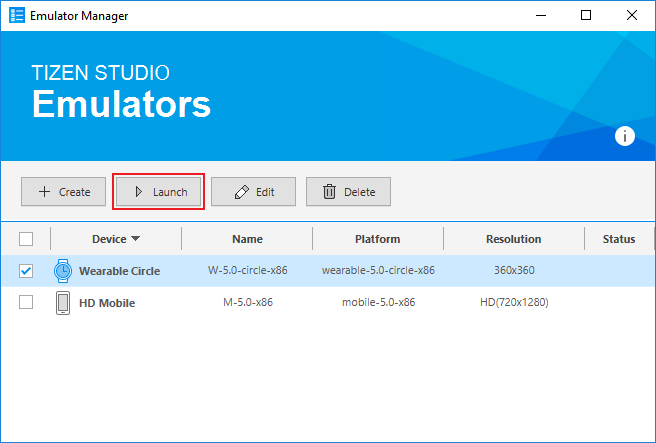 Emulator Manager
TIZEN STUDIO
Emulators
i
Create Launch Edit Delete
Device Name Platform Resolution Status
Wearable Circle W-5.0-circle-x86 wearable-5.0-circle-x86 360x360
HD Mobile M-5.0-x86 mobile-5.0-x86 HD(720x1280)